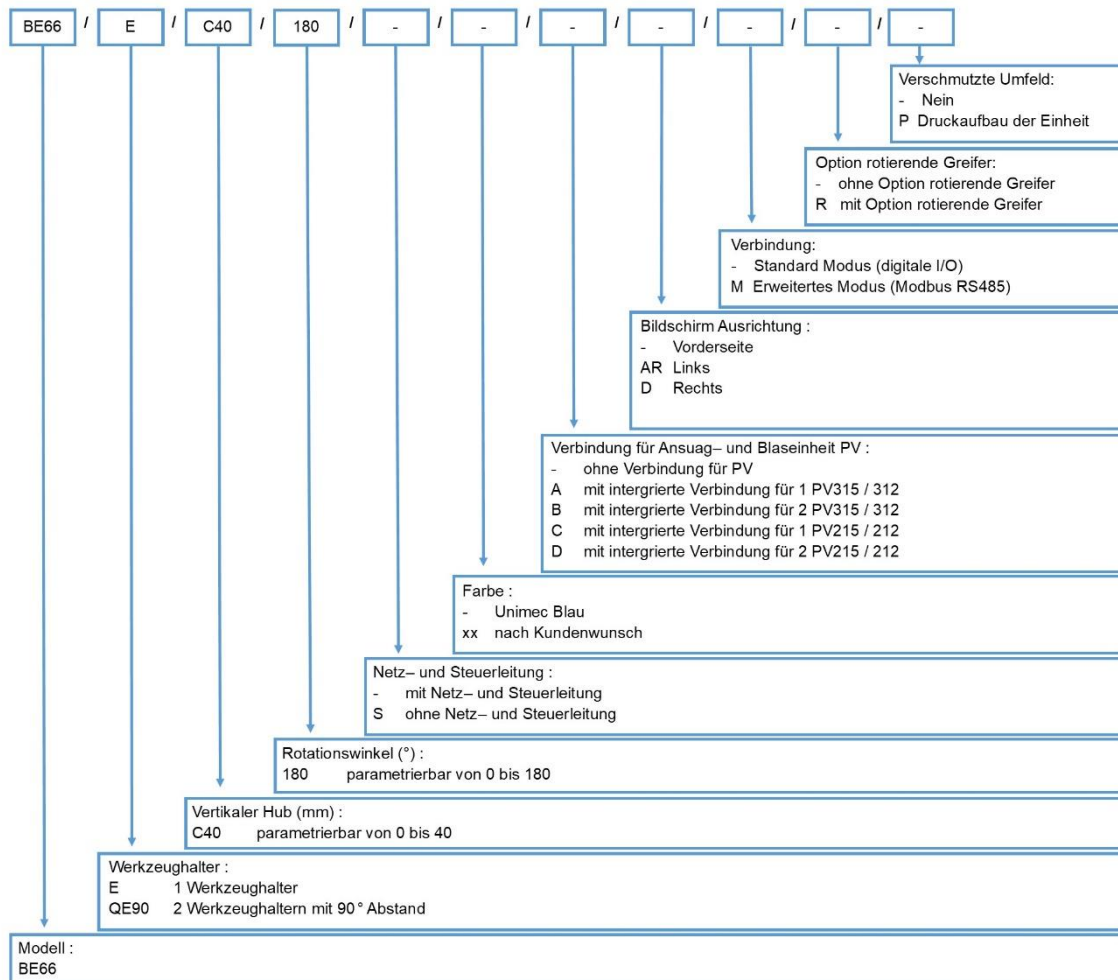 BE66 / E / C40 / 180 / - / - / - / - / - / - / -
Verschmutzte Umfeld:
- Nein
P Druckaufbau der Einheit
Option rotierende Greifer:
- ohne Option rotierende Greifer
R mit Option rotierende Greifer
Verbindung:
- Standard Modus (digitale I/O)
M Erweitertes Modus (Modbus RS485)
Bildschirm Ausrichtung :
- Vorderseite
AR Links
D Rechts
Verbindung für Ansuag– und Blaseinheit PV :
- ohne Verbindung für PV
A mit intergrierte Verbindung für 1 PV315 / 312
B mit intergrierte Verbindung für 2 PV315 / 312
C mit intergrierte Verbindung für 1 PV215 / 212
D mit intergrierte Verbindung für 2 PV215 / 212
Farbe :
- Unimec Blau
xx nach Kundenwunsch
Netz– und Steuerleitung :
- mit Netz– und Steuerleitung
S ohne Netz– und Steuerleitung
Rotationswinkel (°) :
180 parametrierbar von 0 bis 180
Vertikaler Hub (mm) :
C40 parametrierbar von 0 bis 40
Werkzeughalter :
E 1 Werkzeughalter
QE90 2 Werkzeughaltern mit 90° Abstand
Modell :
BE66